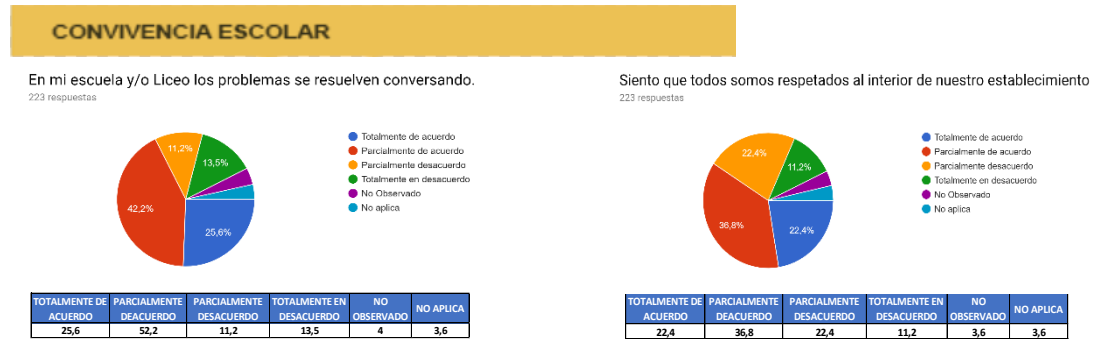 CONVIVENCIA ESCOLAR
En mi escuela y/o Liceo los problemas se resuelven conversando.
223 respuestas
11,2%
13,5%
42,2%
25,6%
Totalmente de acuerdo
Parcialmente de acuerdo
Parcialmente desacuerdo
Totalmente en desacuerdo
No Observado
No aplica
TOTALMENTE DE ACUERDO PARCIALMENTE DEACUERDO PARCIALMENTE DESACUERDO TOTALMENTE EN DESACUERDO NO OBSERVADO NO APLICA
25,6 52,2 11,2 13,5 4 3,6
Siento que todos somos respetados al interior de nuestro establecimiento
223 respuestas
22,4%
11,2%
36,8%
22,4%
Totalmente de acuerdo
Parcialmente de acuerdo
Parcialmente desacuerdo
Totalmente en desacuerdo
No Observado
No aplica
TOTALMENTE DE ACUERDO PARCIALMENTE DEACUERDO PARCIALMENTE DESACUERDO TOTALMENTE EN DESACUERDO NO OBSERVADO NO APLICA
22,4 36,8 22,4 11,2 3,6 3,6